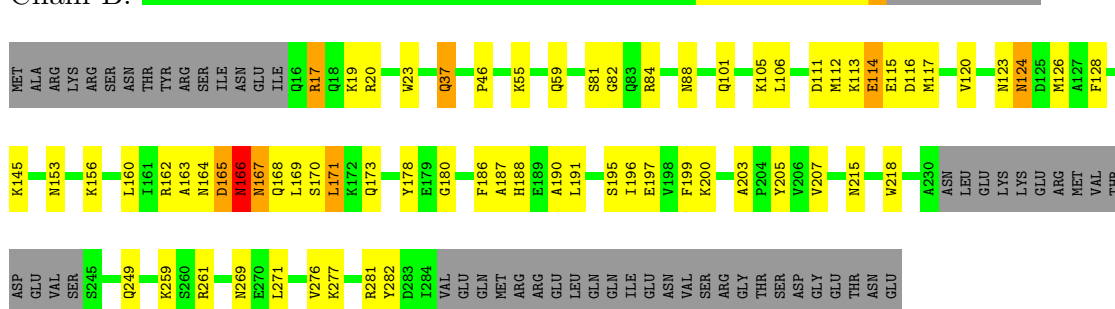 Chain B:
MET ALA ARG LYS ARG SER ASN THR TYR ARG SER ILE ASN GLU ILE Q16 R17 Q18 K19 R20 W23 Q37 P46 K55 Q59 S81 G82 Q83 R84 N88 Q101 K105 L106 D111 M112 K113 E114 E115 D116 M117 V120 N123 N124 D125 M126 A127 F128
K145 N153 K156 L160 I161 R162 A163 N164 D165 N166 N167 Q168 L169 S170 L171 K172 Q173 Y178 E179 G180 F186 A187 H188 E189 A190 L191 S195 I196 E197 V198 F199 K200 A203 P204 Y205 V206 V207 N215 W218 A230 ASN LEU GLU LYS LYS GLU ARG MET VAL THR
ASP GLU VAL SER S245 Q249 K259 S260 R261 N269 E270 L271 V276 K277 R281 Y282 D283 I284 VAL GLU GLN MET ARG ARG GLU LEU GLN GLN ILE GLU ASN VAL SER ARG GLY THR SER ASP GLY GLU THR ASN GLU